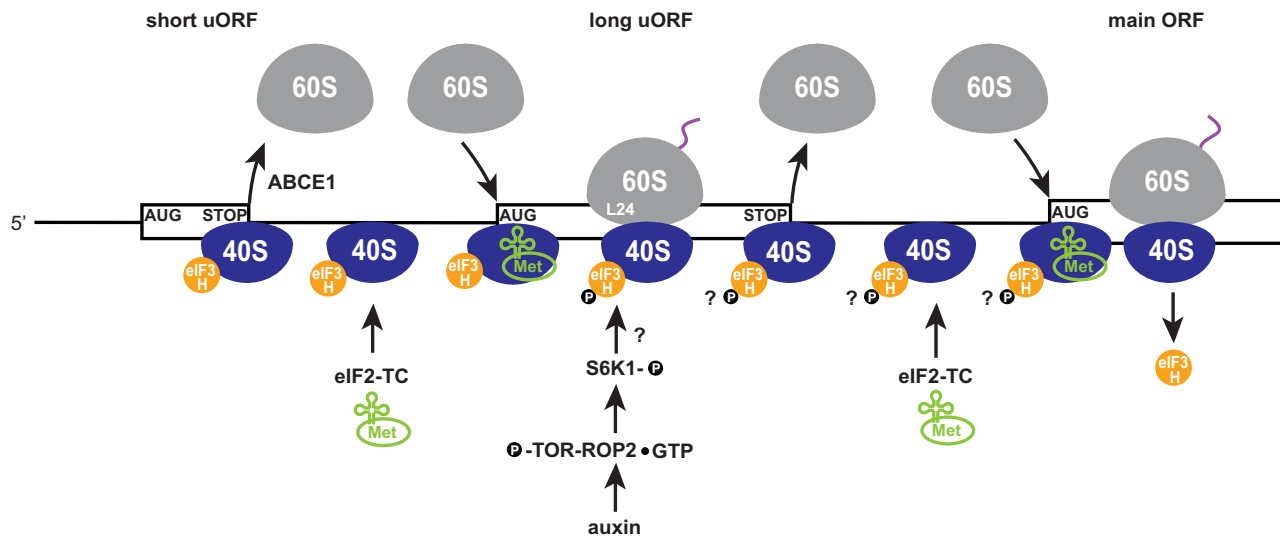 short uORF
long uORF
main ORF
60S
60S
60S
60S
60S
60S
ABCE1
L24
5’
AUG
STOP
AUG
STOP
AUG
40S
40S
Met
40S
40S
40S
Met
40S
eIF3
H
eIF3
H
eIF3
H
eIF3
H
eIF3
H
eIF3
H
eIF3
H
P
? P
? P
? P
?
eIF2-TC
Met
S6K1- P
eIF2-TC
Met
eIF3
H
P -TOR-ROP2 • GTP
auxin